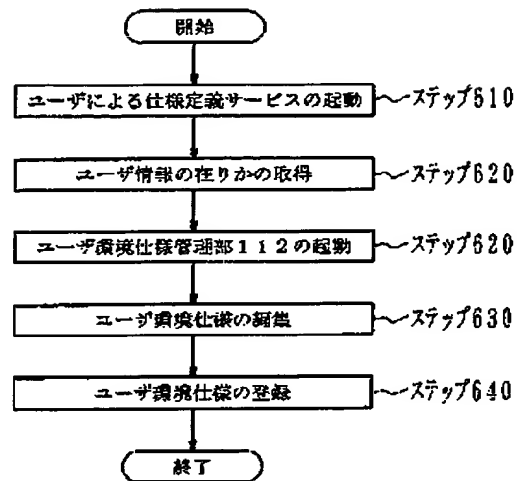 開始
ユーザによる仕様定義サービスの起動 ステップ610
ユーザ情報の在りかの取得 ステップ620
ユーザ環境仕様管理部112の起動 ステップ620
ユーザ環境仕様の編集 ステップ630
ユーザ環境仕様の登録 ステップ640
終了